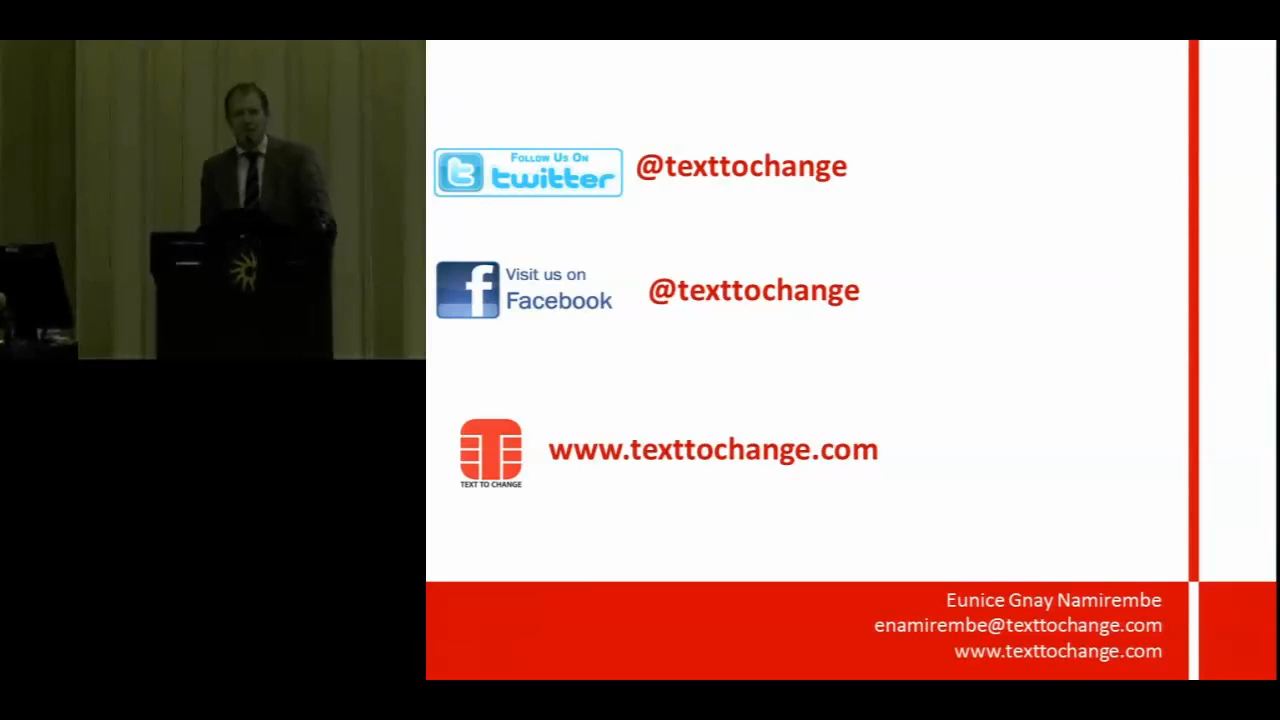 FOLLOW US ON
twitter
@texttochange
Visit us on
Facebook
@texttochange
TEXT TO CHANGE
www.texttochange.com
Eunice Gnay Namirembe
enamirembe@texttochange.com
www.texttochange.com